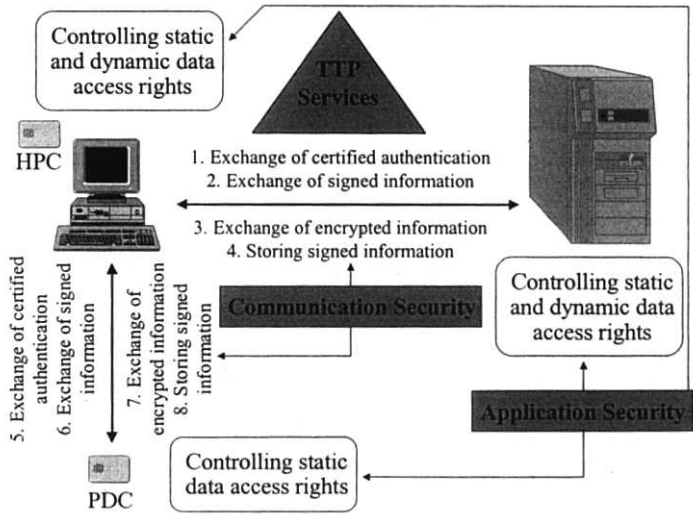 Controlling static
and dynamic data
access rights
TTP
Services
HPC
1. Exchange of certified authentication
2. Exchange of signed information
3. Exchange of encrypted information
4. Storing signed information
Communication Security
Controlling static
and dynamic data
access rights
5. Exchange of certified
authentication
6. Exchange of signed
information
7. Exchange of
encrypted information
8. Storing signed
information
Application Security
PDC
Controlling static
data access rights